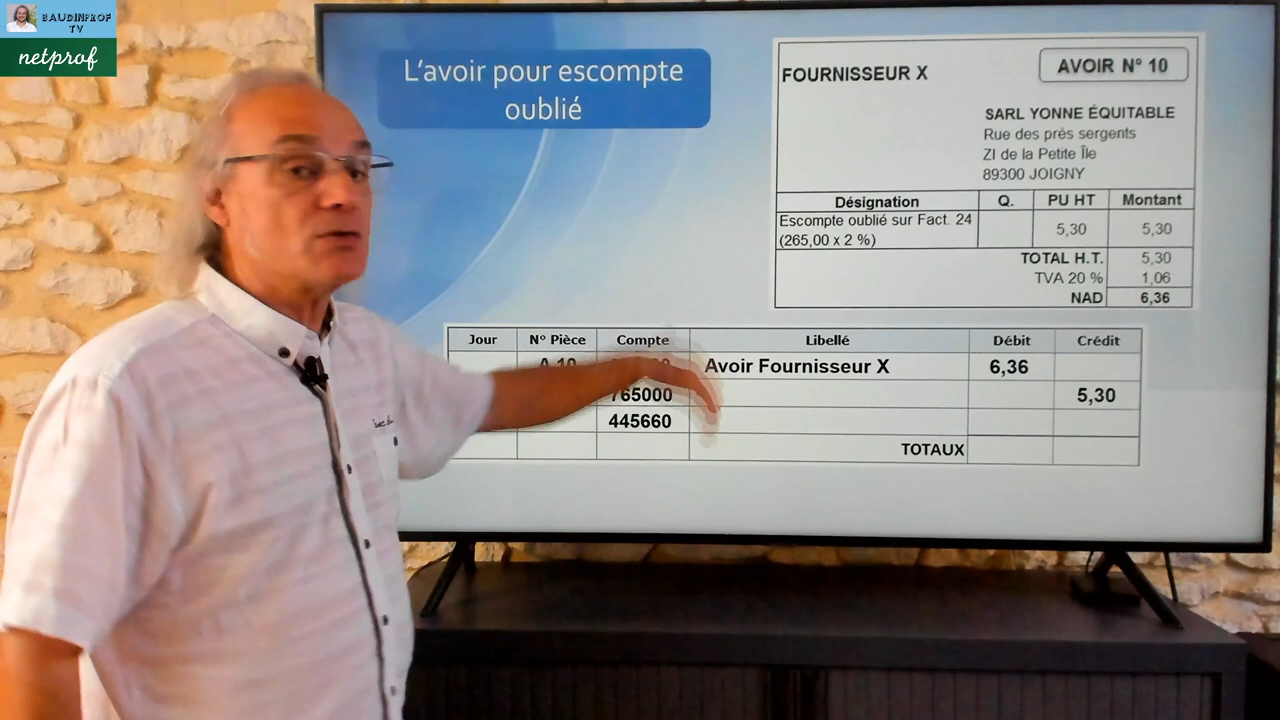 BAUDINPROF
TV
netprof
L'avoir pour escompte
oublié
FOURNISSEUR X
AVOIR N° 10
SARL YONNE ÉQUITABLE
Rue des prés sergents
ZI de la Petite Île
89300 JOIGNY
Désignation Q. PU HT Montant
Escompte oublié sur Fact. 24
(265,00 x 2 %) 5,30 5,30
TOTAL H.T. 5,30
TVA 20 % 1,06
NAD 6,36
Jour N° Pièce Compte Libellé Débit Crédit
A 10 Avoir Fournisseur X 6,36
765000 5,30
445660
TOTAUX